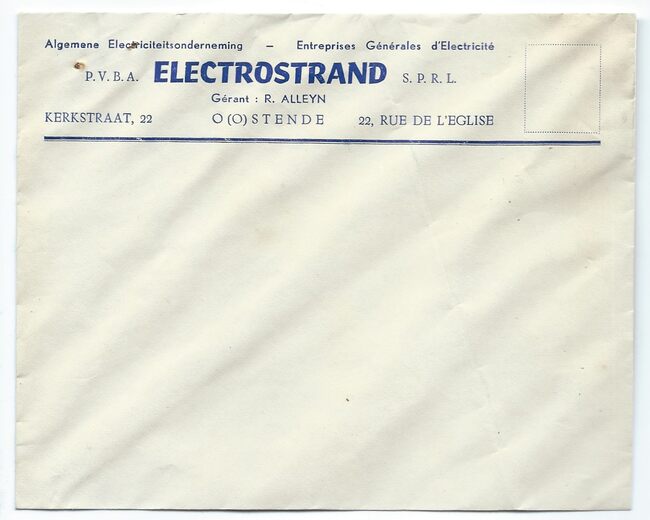 Algemene Electriciteitsonderneming – Entreprises Générales d'Electricité
P.V.B.A. ELECTROSTRAND S. P. R. L.
Gérant : R. ALLEYN
KERKSTRAAT, 22 O (O) STENDE 22, RUE DE L'EGLISE